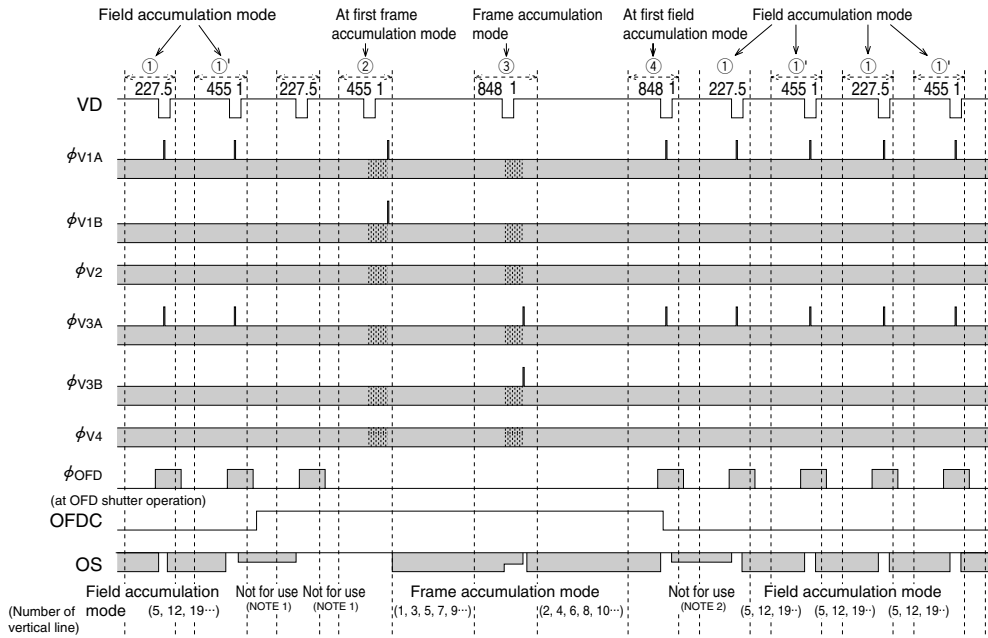 Field accumulation mode
At first frame
accumulation mode
Frame accumulation
mode
At first field
accumulation mode
Field accumulation mode
① ①' ② ③ ④ ① ①' ① ①'
227.5 455 1 227.5 455 1 848 1 848 1 227.5 455 1 227.5 455 1
VD
ϕV1A
ϕV1B
ϕV2
ϕV3A
ϕV3B
ϕV4
ϕOFD
(at OFD shutter operation)
OFDC
OS
Field accumulation
mode
Not for use
(NOTE 1)
Not for use
(NOTE 1)
Frame accumulation mode
Not for use
(NOTE 2)
Field accumulation mode
(Number of
vertical line)
(5, 12, 19···)
(1, 3, 5, 7, 9···)
(2, 4, 6, 8, 10···)
(5, 12, 19··)
(5, 12, 19··)
(5, 12, 19··)